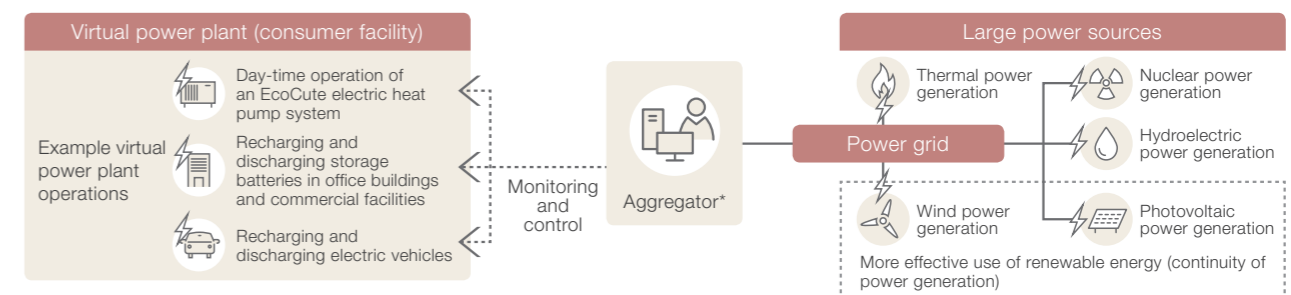 Virtual power plant (consumer facility)
Example virtual
power plant
operations
Day-time operation of
an EcoCute electric heat
pump system
Recharging and
discharging storage
batteries in office buildings
and commercial facilities
Recharging and
discharging electric vehicles
Monitoring
and
control
Aggregator*
Large power sources
Thermal power
generation
Nuclear power
generation
Power grid
Hydroelectric
power generation
Wind power
generation
Photovoltaic
power generation
More effective use of renewable energy (continuity of
power generation)